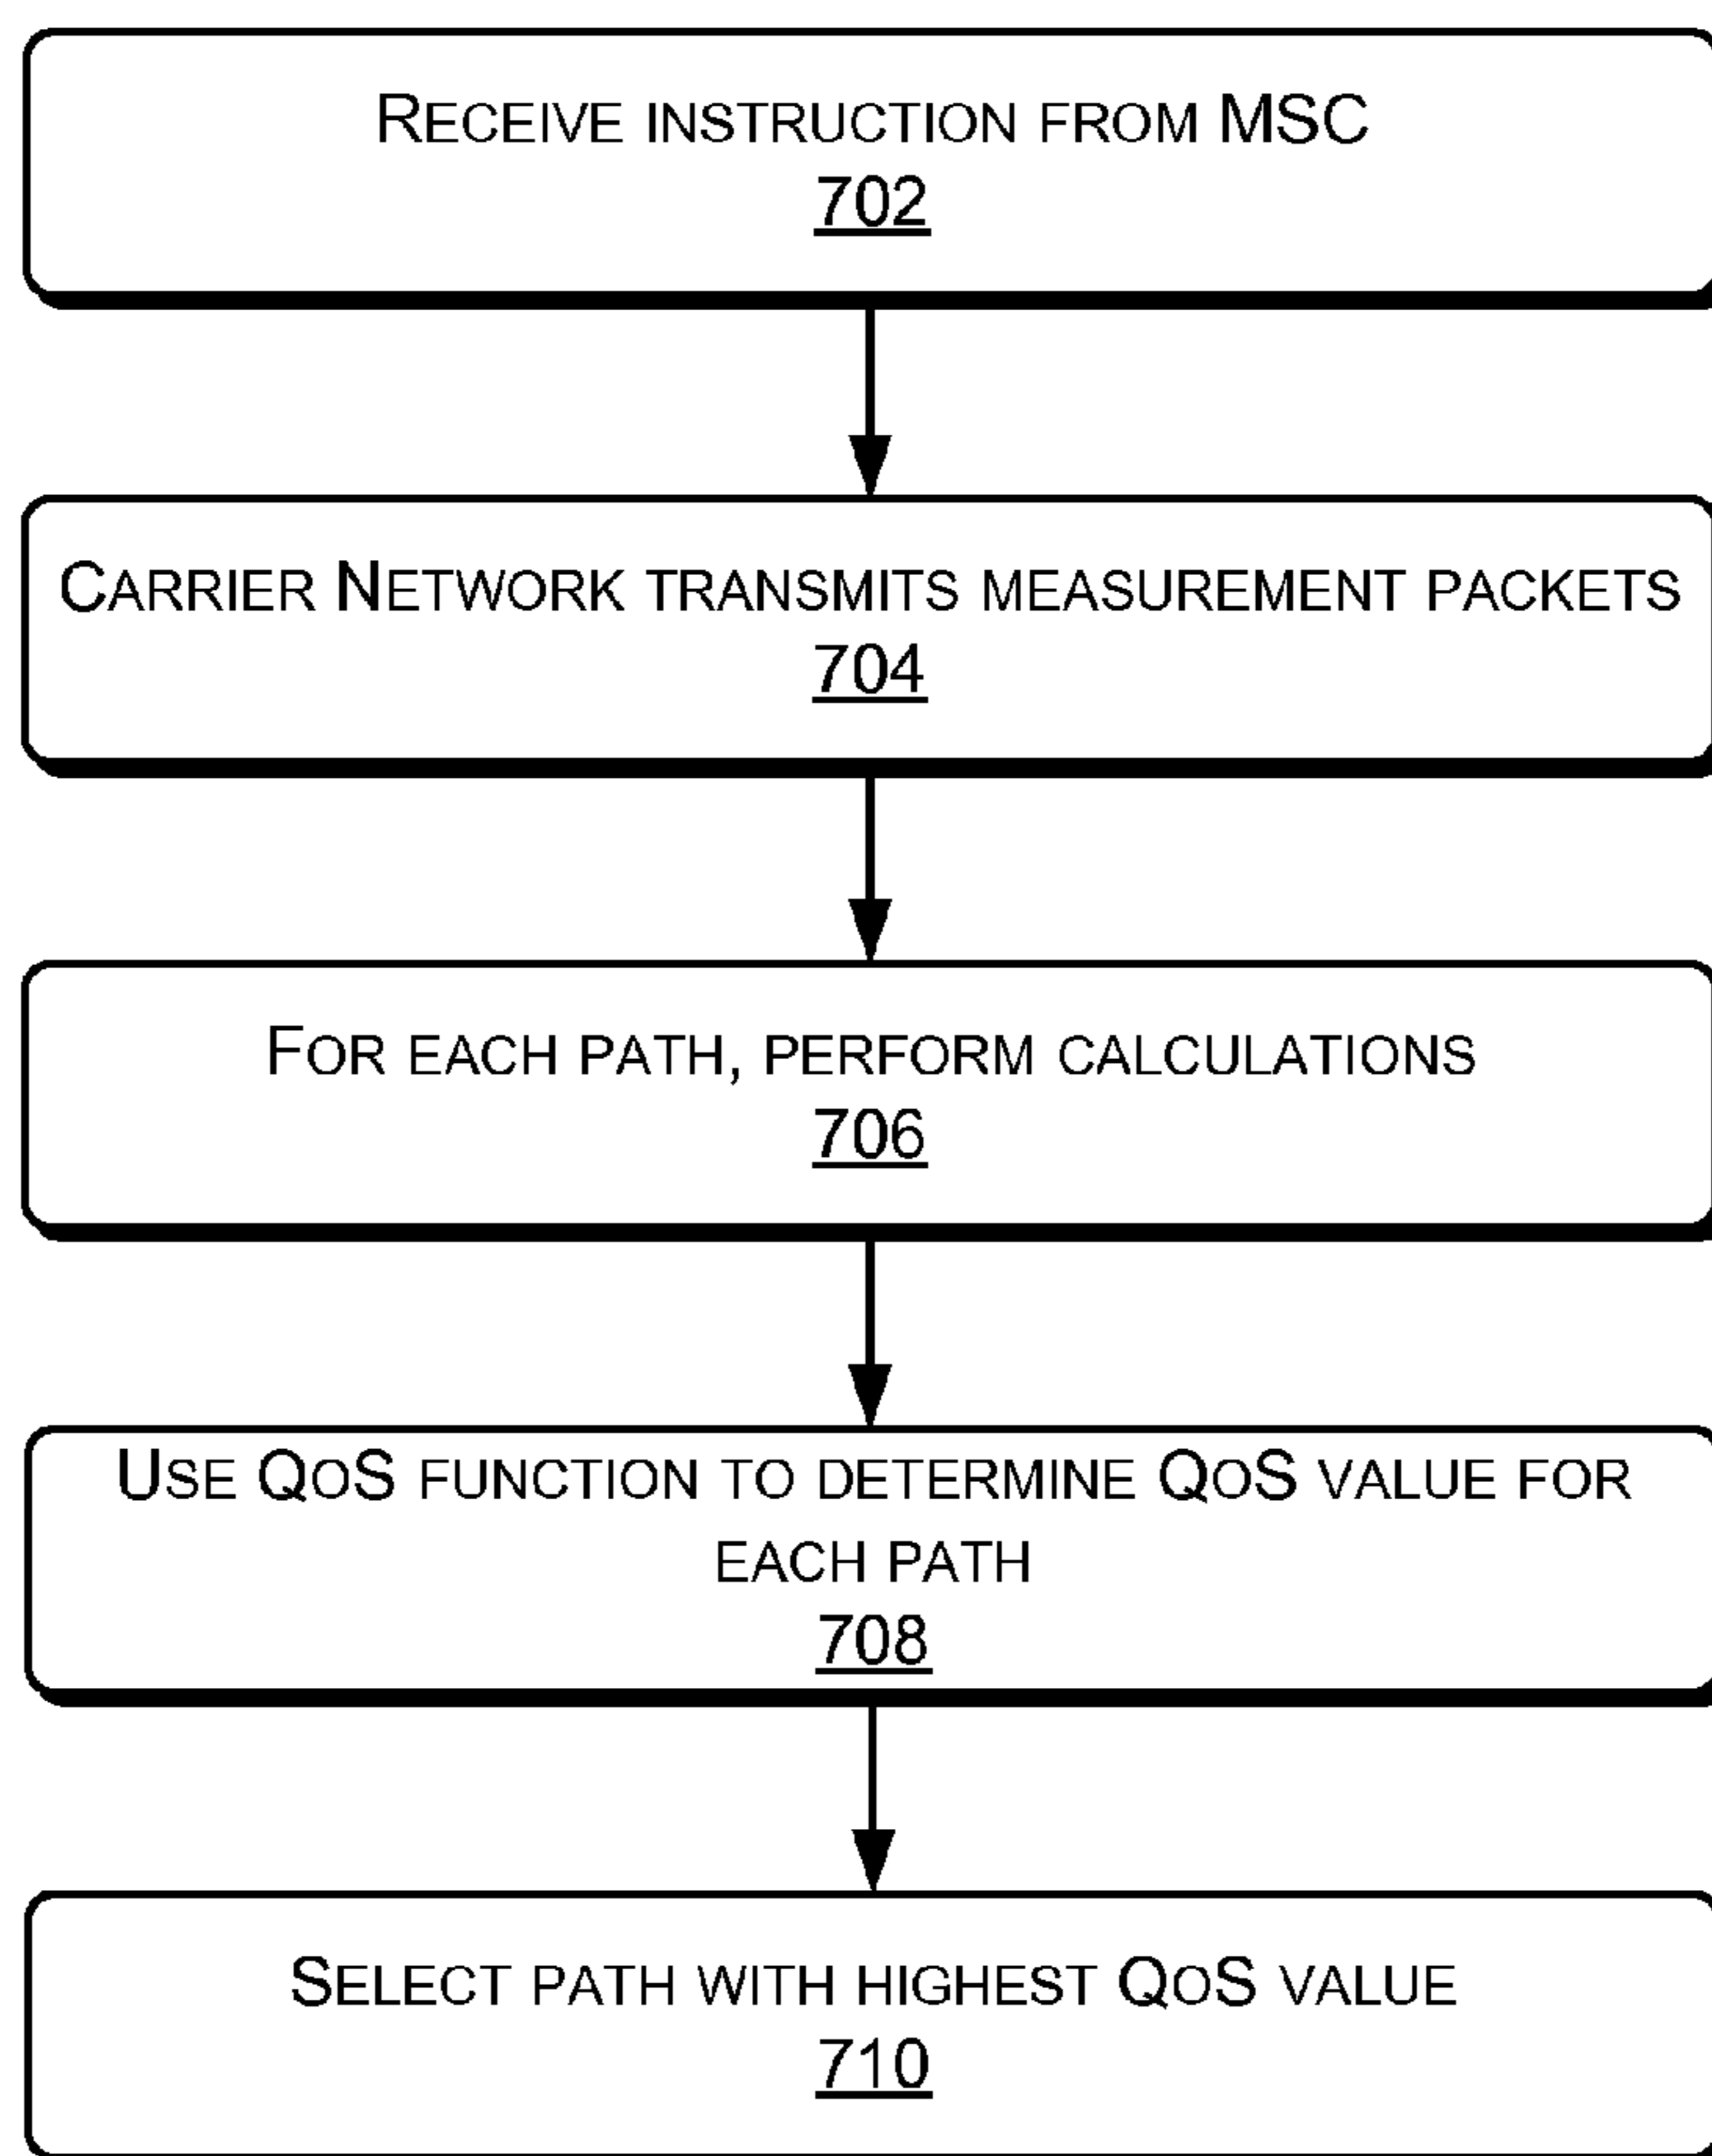 RECEIVE INSTRUCTION FROM MSC
702
CARRIER NETWORK TRANSMITS MEASUREMENT PACKETS
704
FOR EACH PATH, PERFORM CALCULATIONS
706
USE QOS FUNCTION TO DETERMINE QOS VALUE FOR
EACH PATH
708
SELECT PATH WITH HIGHEST QOS VALUE
710